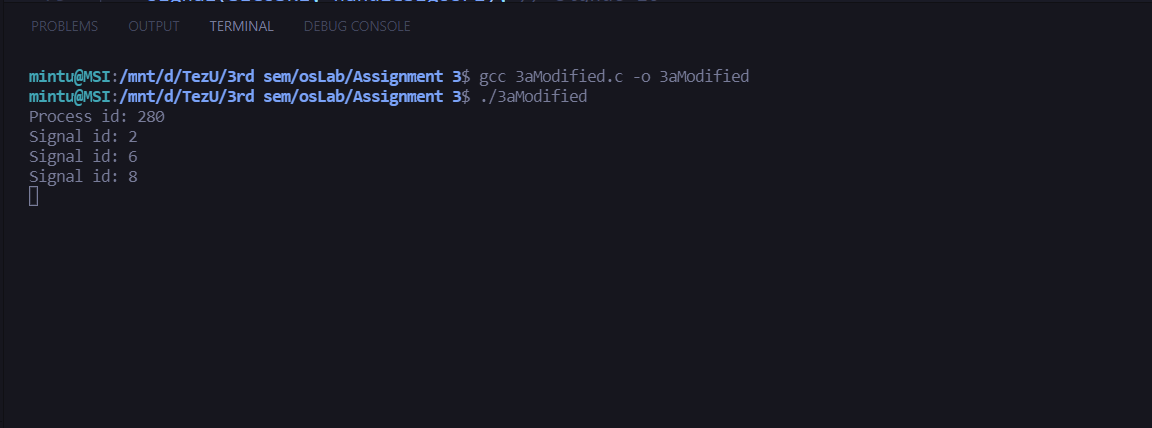 PROBLEMS OUTPUT TERMINAL DEBUG CONSOLE
mintu@MSI:/mnt/d/TezU/3rd sem/osLab/Assignment 3$ gcc 3aModified.c -o 3aModified
mintu@MSI:/mnt/d/TezU/3rd sem/osLab/Assignment 3$ ./3aModified
Process id: 280
Signal id: 2
Signal id: 6
Signal id: 8